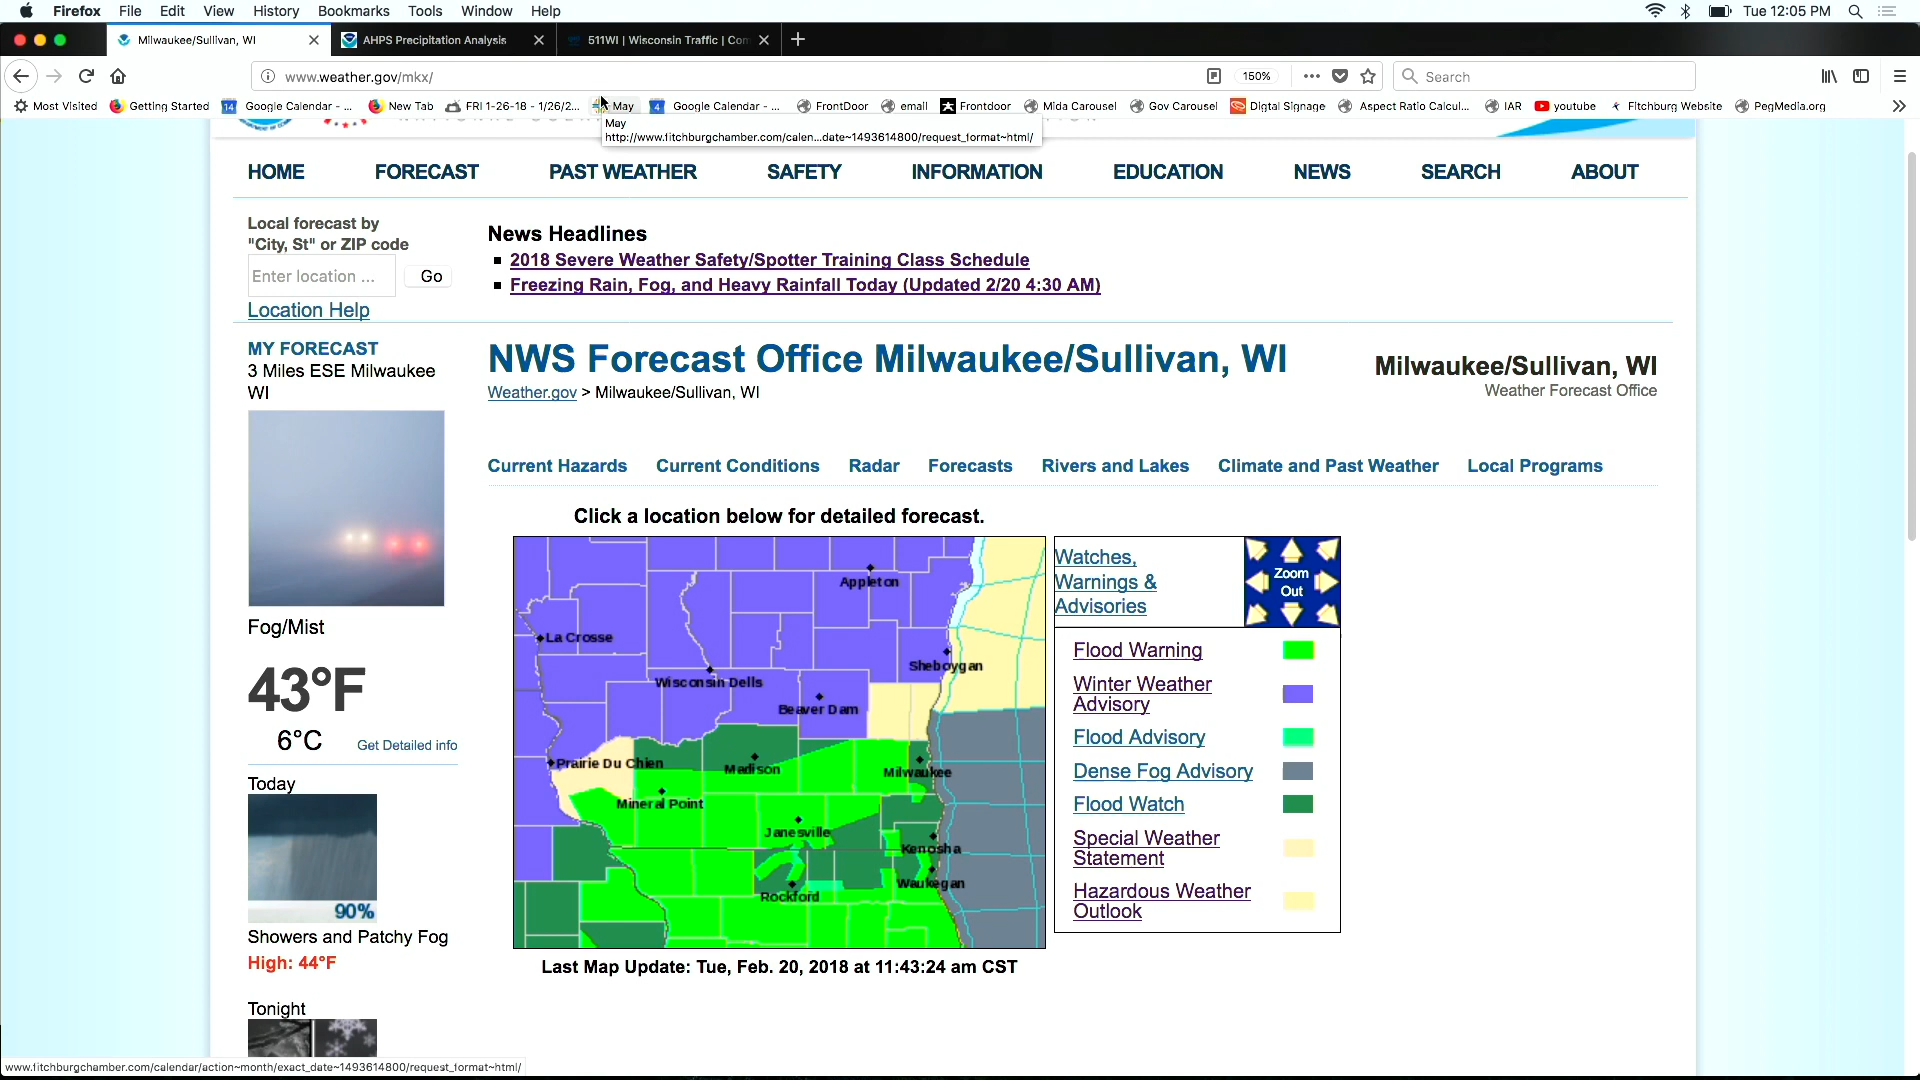 Firefox File Edit View History Bookmarks Tools Window Help Tue 12:05 PM
Milwaukee/Sullivan, WI AHPS Precipitation Analysis 511WI | Wisconsin Traffic | Con
www.weather.gov/mkx/ 150% Search
Most Visited Getting Started Google Calendar - ... New Tab FRI 1-26-18 - 1/26/2... May Google Calendar - ... FrontDoor email Frontdoor Mida Carousel Gov Carousel Digtal Signage Aspect Ratio Calcul... IAR youtube Fitchburg Website PegMedia.org
May
http://www.fitchburgchamber.com/calen...date~1493614800/request_format~html/
HOME FORECAST PAST WEATHER SAFETY INFORMATION EDUCATION NEWS SEARCH ABOUT
Local forecast by
"City, St" or ZIP code
Enter location ... Go
Location Help
News Headlines
2018 Severe Weather Safety/Spotter Training Class Schedule
Freezing Rain, Fog, and Heavy Rainfall Today (Updated 2/20 4:30 AM)
MY FORECAST
3 Miles ESE Milwaukee
WI
Fog/Mist
43°F
6°C Get Detailed info
Today
90%
Showers and Patchy Fog
High: 44°F
Tonight
NWS Forecast Office Milwaukee/Sullivan, WI
Weather.gov > Milwaukee/Sullivan, WI
Milwaukee/Sullivan, WI
Weather Forecast Office
Current Hazards Current Conditions Radar Forecasts Rivers and Lakes Climate and Past Weather Local Programs
Click a location below for detailed forecast.
Appleton
La Crosse
Sheboygan
Wisconsin Dells
Beaver Dam
Prairie Du Chien
Madison
Milwaukee
Mineral Point
Janesville
Kenosha
Waukegan
Rockford
Last Map Update: Tue, Feb. 20, 2018 at 11:43:24 am CST
Watches,
Warnings &
Advisories
Zoom
Out
Flood Warning
Winter Weather
Advisory
Flood Advisory
Dense Fog Advisory
Flood Watch
Special Weather
Statement
Hazardous Weather
Outlook
www.fitchburgchamber.com/calendar/action~month/exact_date~1493614800/request_format~html/